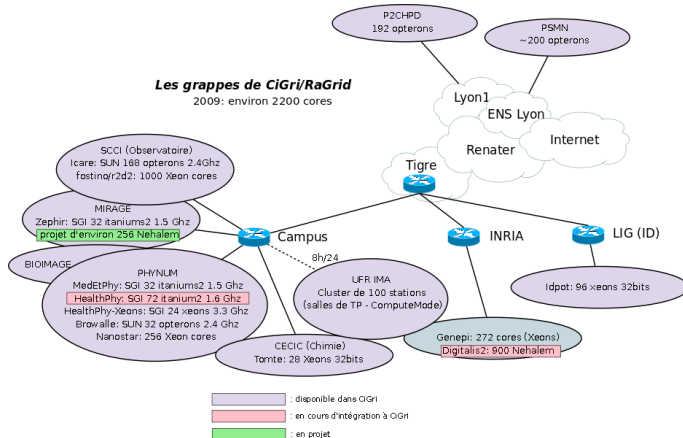 P2CHPD
192 opterons
PSMN
~200 opterons
Les grappes de CiGri/RaGrid
2009: environ 2200 cores
Lyon1
ENS Lyon
Internet
Renater
Tigre
SCCI (Observatoire)
Icare: SUN 168 opterons 2.4Ghz
fostino/r2d2: 1000 Xeon cores
MIRAGE
Zephir: SGI 32 itaniums2 1.5 Ghz
projet d'environ 256 Nehalem
Campus
INRIA
LIG (ID)
8h/24
BIOIMAGE
PHYNUM
MedEtPhy: SGI 32 itaniums2 1.5 Ghz
HealthPhy: SGI 72 itanium2 1.6 Ghz
HealthPhy-Xeons: SGI 24 xeons 3.3 Ghz
Browalle: SUN 32 opterons 2.4 Ghz
Nanostar: 256 Xeon cores
UFR IMA
Cluster de 100 stations
(salles de TP - ComputeMode)
Idpot: 96 xeons 32bits
Genepi: 272 cores (Xeons)
Digitalis2: 900 Nehalem
CECIC (Chimie)
Tomte: 28 Xeons 32bits
: disponible dans CiGri
: en cours d'intégration à CiGri
: en projet